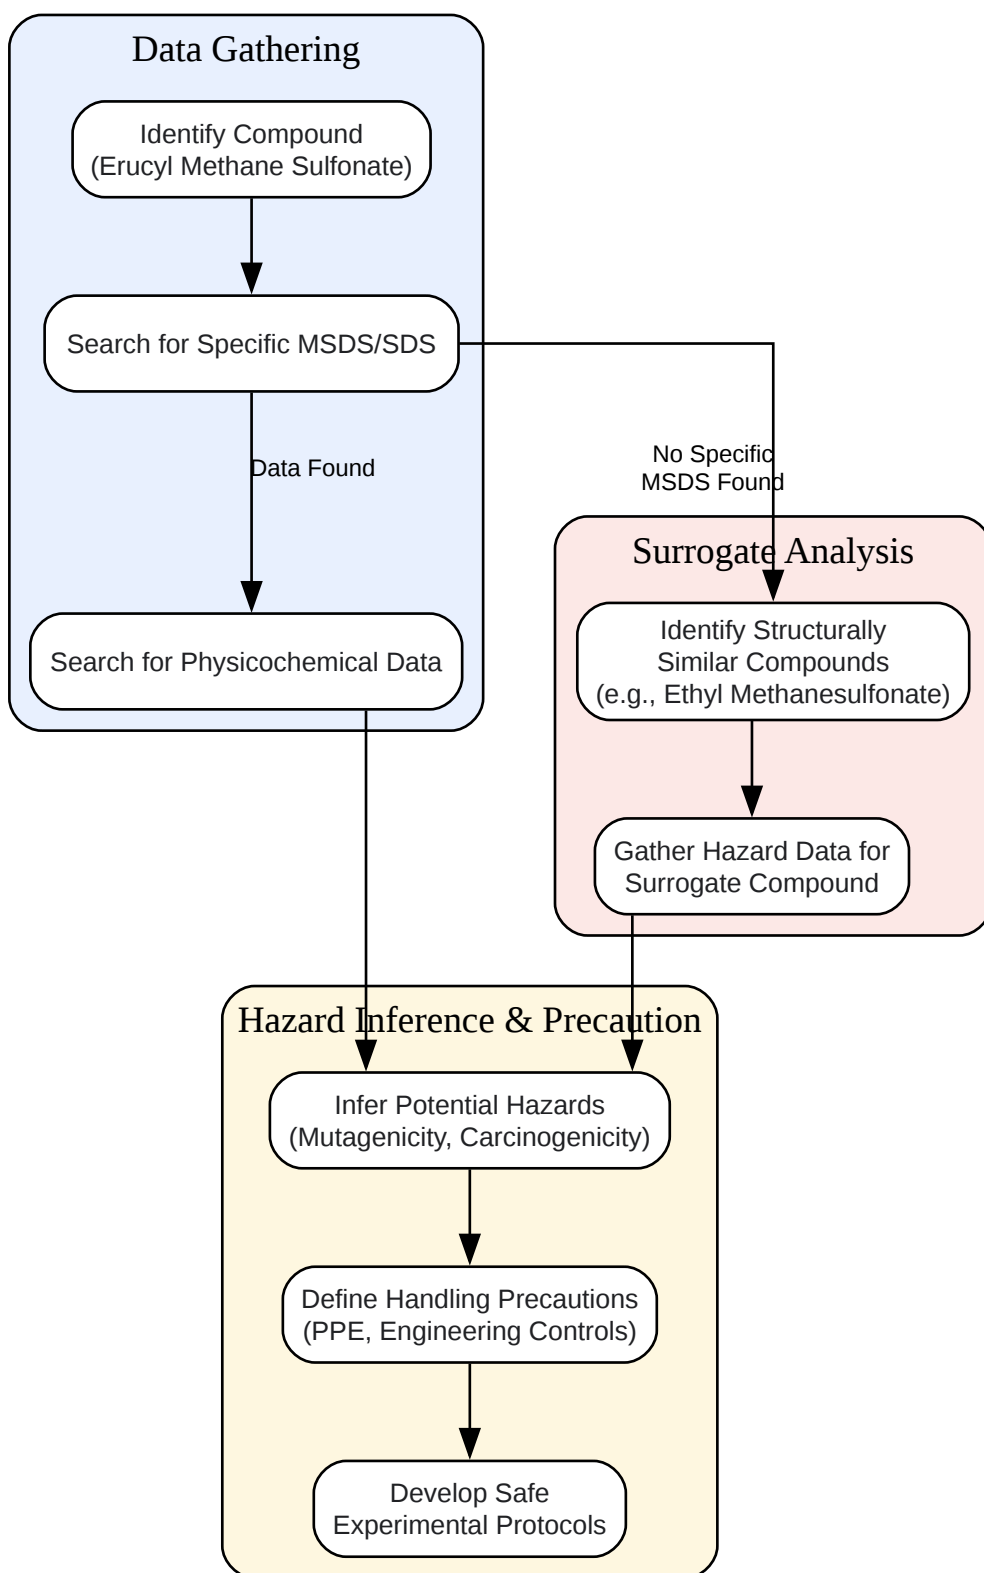 Data Gathering
Identify Compound
(Erucyl Methane Sulfonate)
Search for Specific MSDS/SDS
Data Found
No Specific
MSDS Found
Search for Physicochemical Data
Surrogate Analysis
Identify Structurally
Similar Compounds
(e.g., Ethyl Methanesulfonate)
Gather Hazard Data for
Surrogate Compound
Hazard Inference & Precaution
Infer Potential Hazards
(Mutagenicity, Carcinogenicity)
Define Handling Precautions
(PPE, Engineering Controls)
Develop Safe
Experimental Protocols